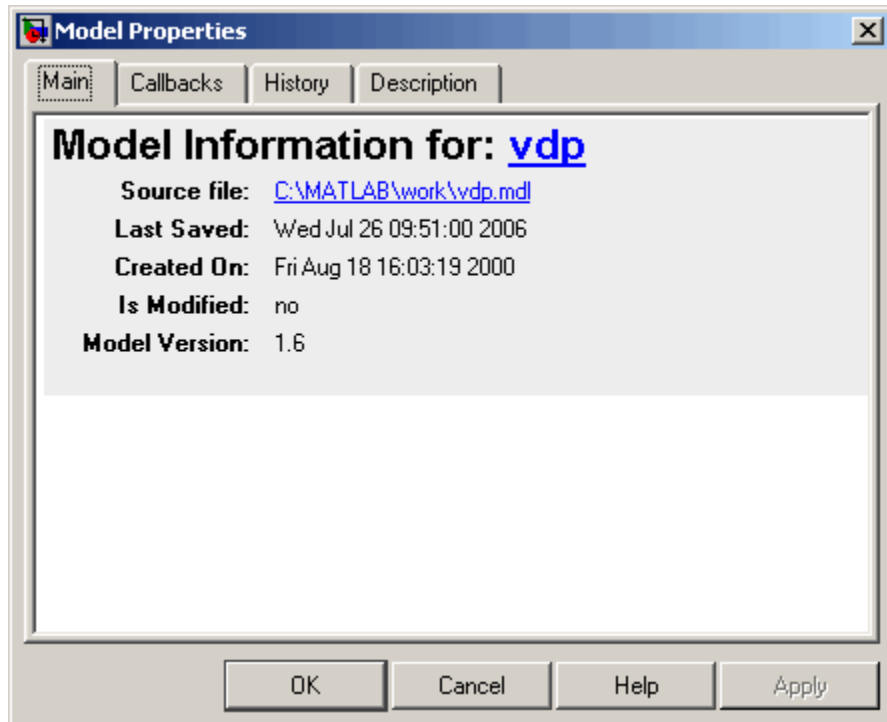 Model Properties
Main Callbacks History Description
Model Information for: vdp
Source file: C:\MATLAB\work\vdp.mdl
Last Saved: Wed Jul 26 09:51:00 2006
Created On: Fri Aug 18 16:03:19 2000
Is Modified: no
Model Version: 1.6
OK Cancel Help Apply